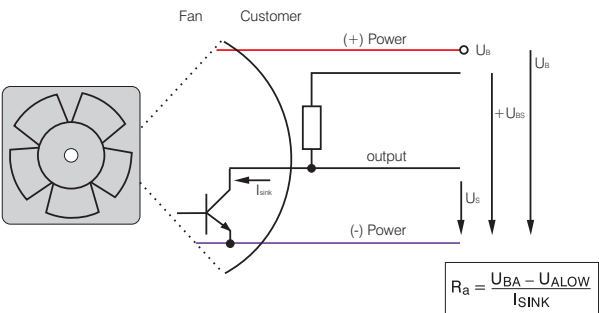 Fan Customer
(+) Power
UB UB
+UBS
output
Isink
US
(-) Power
Ra = UBA – UALOW
ISINK